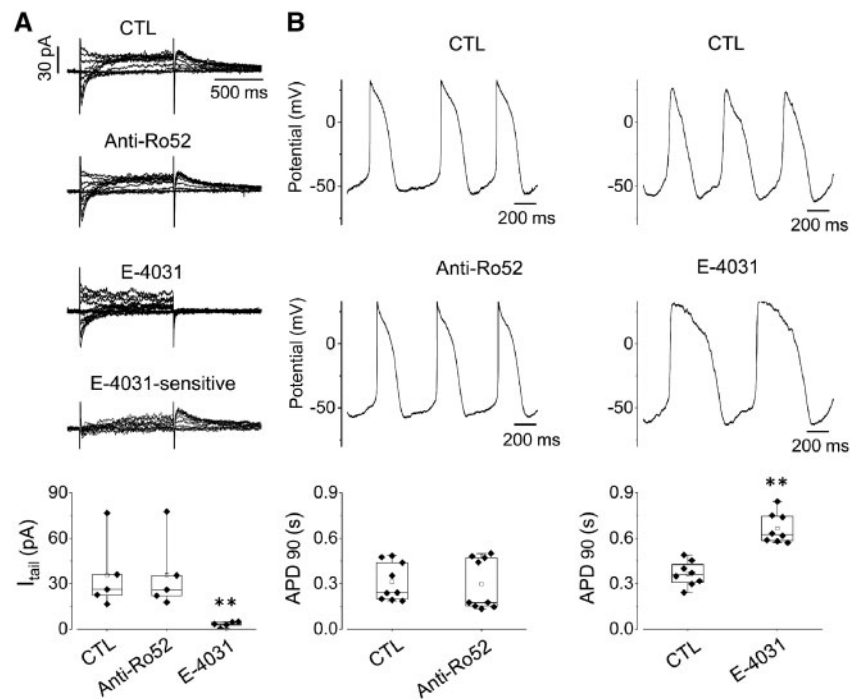 A
B
CTL
30 pA
500 ms
Anti-Ro52
E-4031
E-4031-sensitive
I tail (pA)
90
60
30
0
CTL
Anti-Ro52
E-4031
CTL
CTL
Potential (mV)
0
-50
200 ms
0
-50
200 ms
Anti-Ro52
E-4031
Potential (mV)
0
-50
200 ms
0
-50
200 ms
**
APD 90 (s)
0.9
0.6
0.3
0.0
CTL
Anti-Ro52
**
APD 90 (s)
0.9
0.6
0.3
0.0
CTL
E-4031